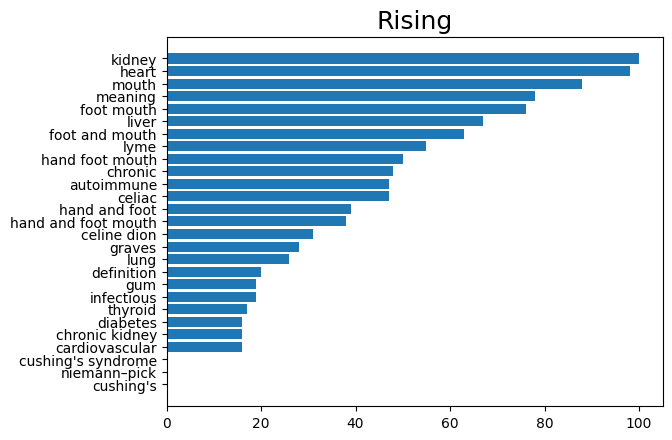 Rising
kidney
heart
mouth
meaning
foot mouth
liver
foot and mouth
lyme
hand foot mouth
chronic
autoimmune
celiac
hand and foot
hand and foot mouth
celine dion
graves
lung
definition
gum
infectious
thyroid
diabetes
chronic kidney
cardiovascular
cushing's syndrome
niemann–pick
cushing's
0 20 40 60 80 100